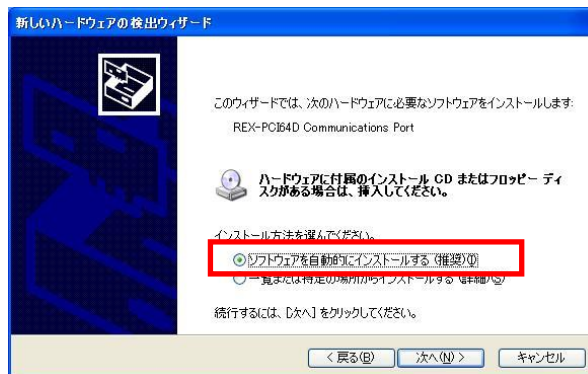 新しいハードウェアの検出ウィザード
このウィザードでは、次のハードウェアに必要なソフトウェアをインストールします:
REX-PCI64D Communications Port
ハードウェアに付属のインストール CD またはフロッピー ディ
スクがある場合は、挿入してください。
インストール方法を選んでください。
ソフトウェアを自動的にインストールする (推奨)(I)
一覧または特定の場所からインストールする (詳細)(S)
続行するには、[次へ] をクリックしてください。
< 戻る(B)
次へ(N) >
キャンセル